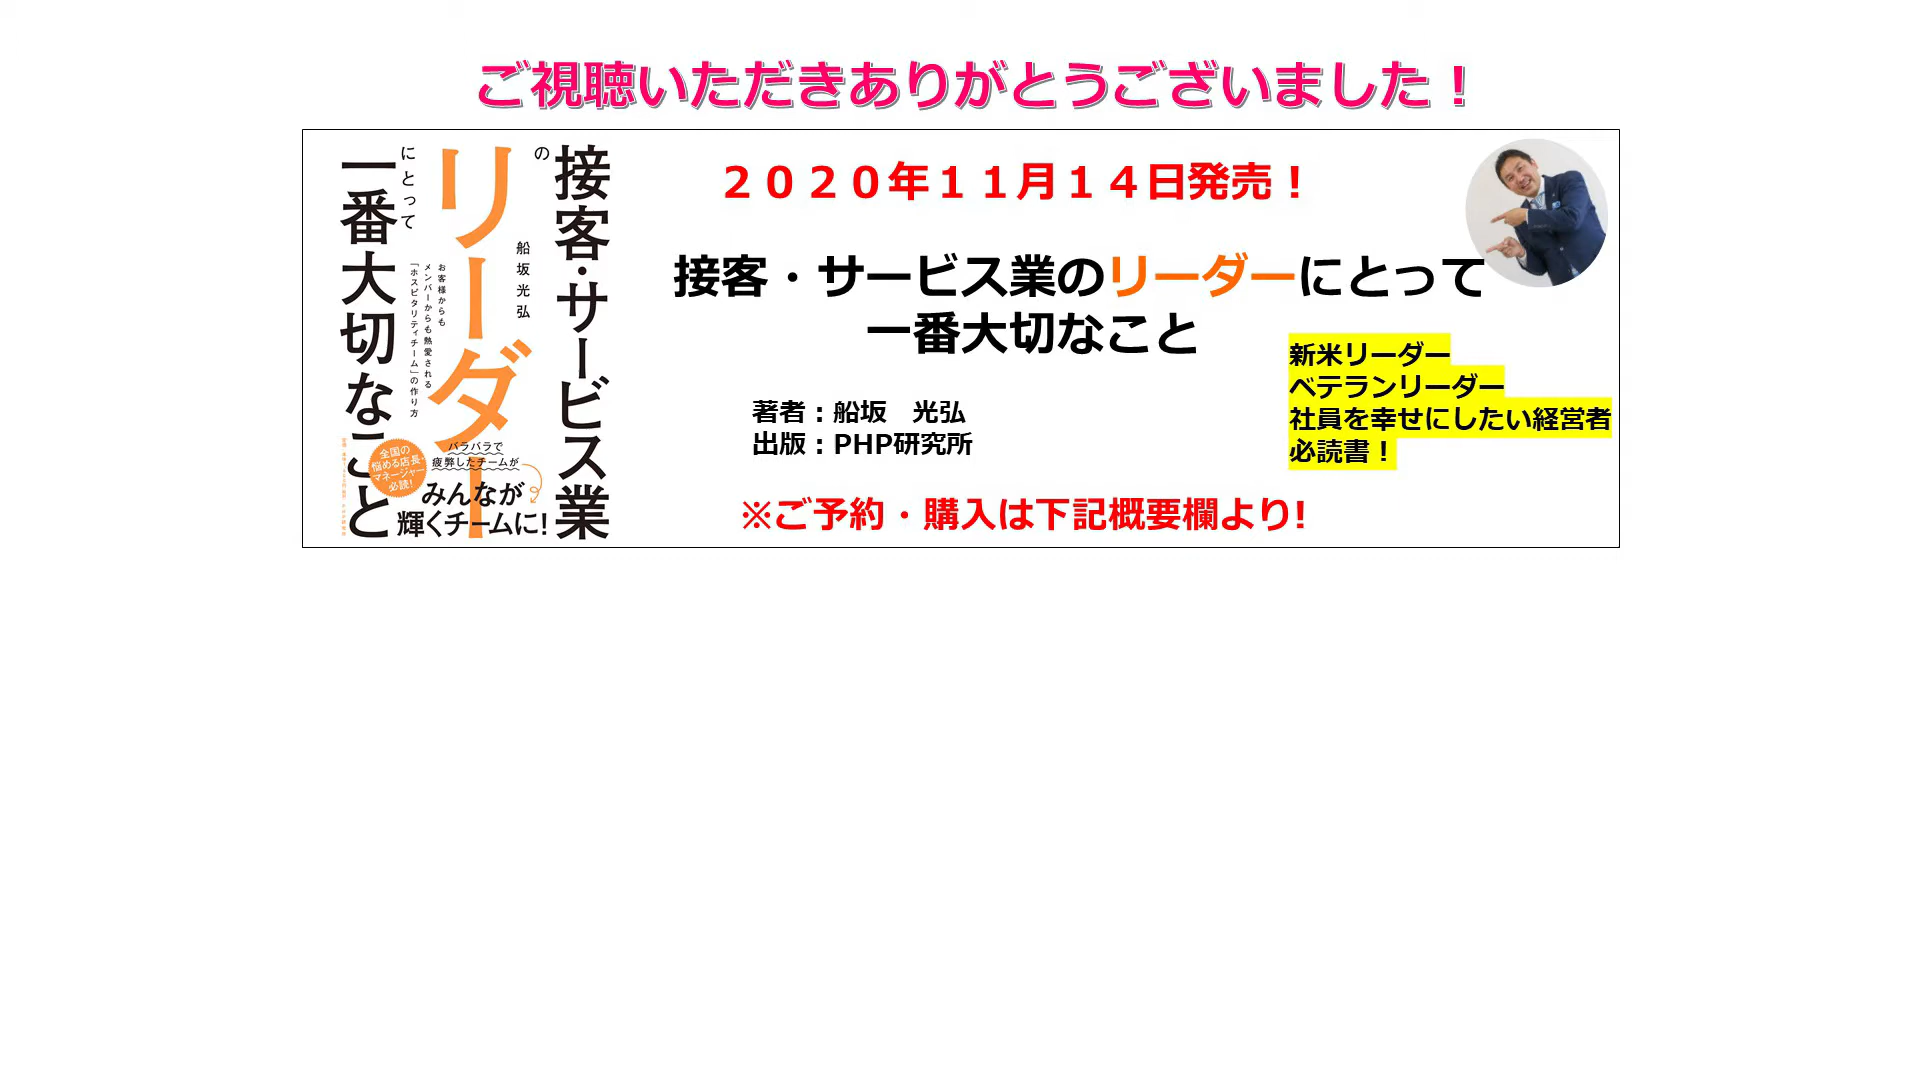 ご視聴いただきありがとうございました！
接客・サービス業
の
リーダー
にとって
一番大切なこと
船坂光弘
お客様からも
メンバーからも熱愛される
「ホスピタリティチーム」の作り方
全国の
悩める店長・
マネージャー
必読!
バラバラで
疲弊したチームが
みんなが
輝くチームに!
２０２０年１１月１４日発売！
接客・サービス業のリーダーにとって
一番大切なこと
著者：船坂　光弘
出版：PHP研究所
新米リーダー
ベテランリーダー
社員を幸せにしたい経営者
必読書！
※ご予約・購入は下記概要欄より!